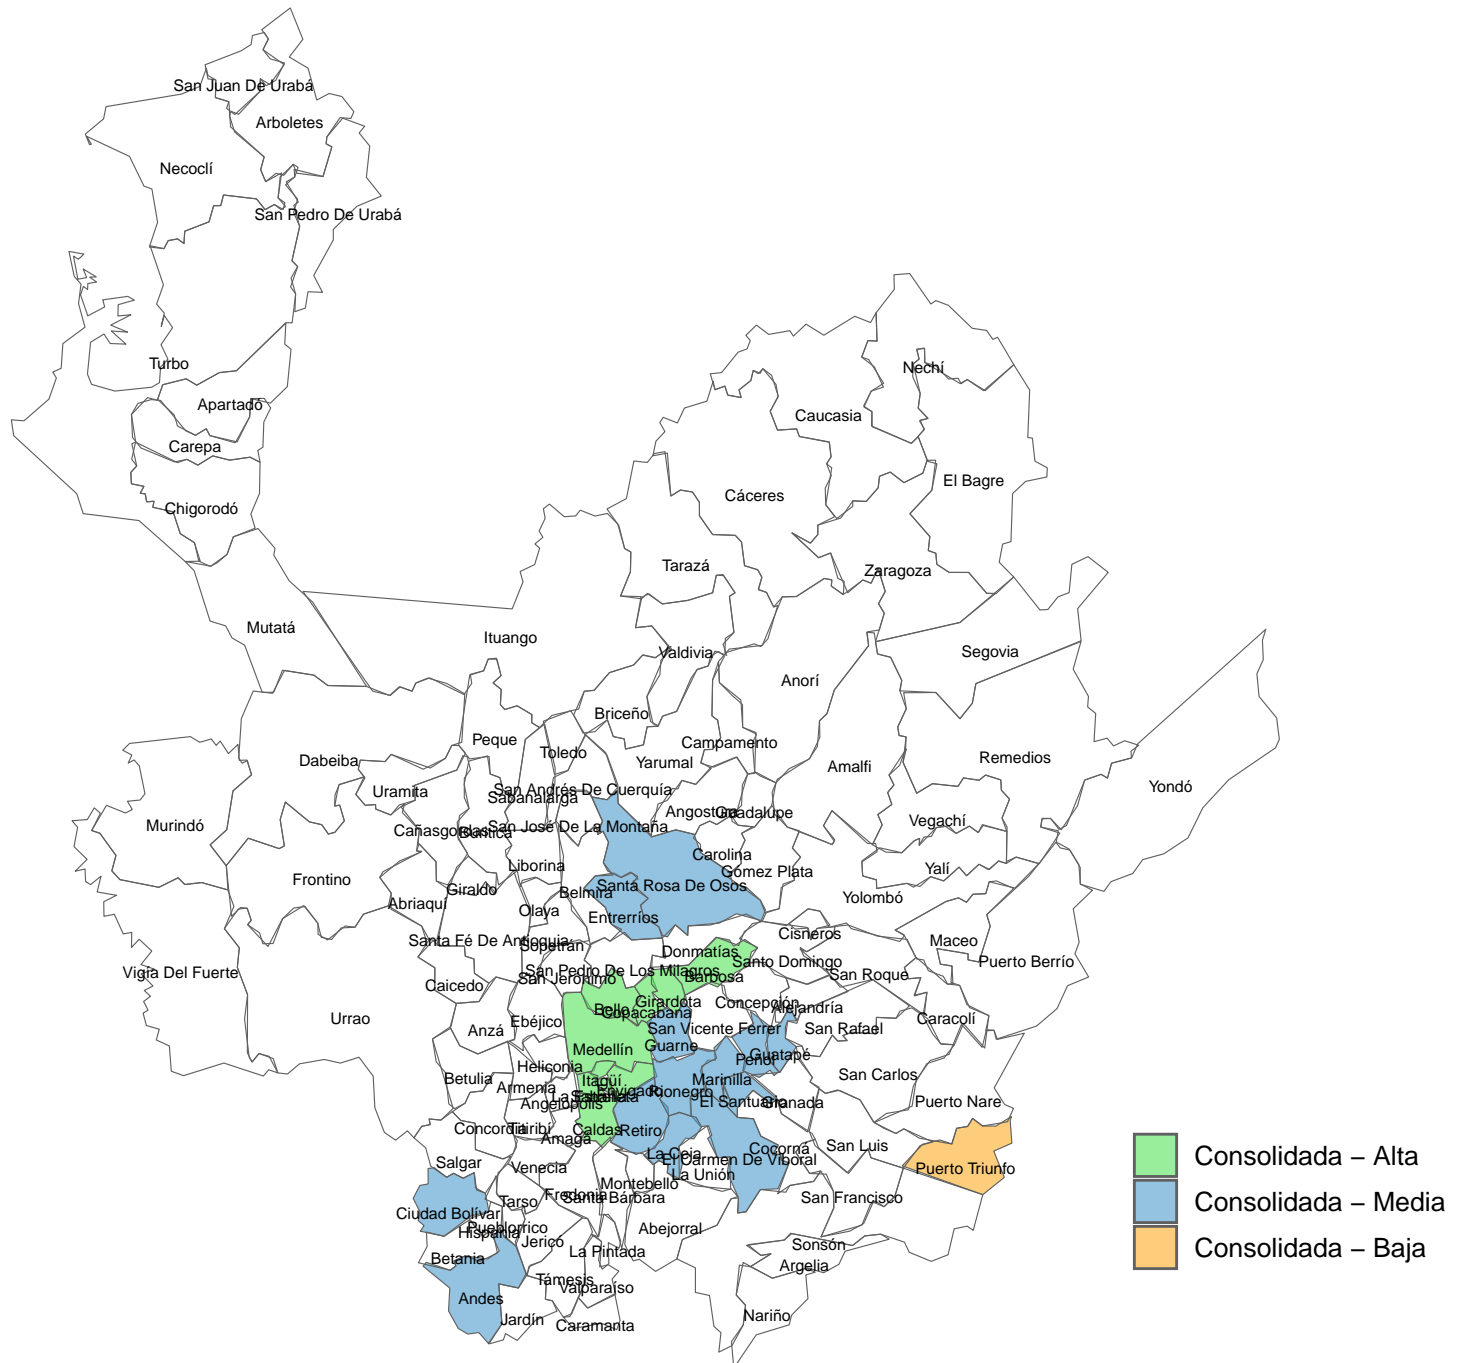 San Juan De Urabá
Arboletes
Necoclí
San Pedro De Urabá
Turbo
Nechí
Apartadó
Caucasia
Carepa
El Bagre
Cáceres
Chigorodó
Tarazá
Zaragoza
Mutatá
Ituango
Valdivia
Segovia
Anorí
Briceño
Peque
Campamento
Toledo
Dabeiba
Yarumal
Remedios
Amalfi
Yondó
San Andrés De Cuerquía
Uramita
Sabanalarga
Angostura
Guadalupe
Vegachí
Murindó
San José De La Montaña
Cañasgordas
Buriticá
Carolina
Liborina
Yalí
Gómez Plata
Frontino
Santa Rosa De Osos
Giraldo
Belmira
Yolombó
Abriaquí
Olaya
Entrerríos
Cisneros
Santa Fé De Antioquia
Sopetrán
Maceo
Donmatías
Santo Domingo
Puerto Berrío
Vigía Del Fuerte
San Pedro De Los Milagros
San Jerónimo
Barbosa
San Roque
Caicedo
Girardota
Concepción
Alejandría
Bello
Copacabana
Urrao
Ebéjico
Anzá
San Vicente Ferrer
San Rafael
Caracolí
Medellín
Guarne
Guatapé
Peñol
Heliconia
San Carlos
Betulia
Itagüí
Marinilla
Armenia
Envigado
Rionegro
La Estrella
Sabaneta
Angelópolis
El Santuario
Granada
Puerto Nare
Concordia
Titiribí
Caldas
Retiro
Amagá
San Luis
Cocorná
La Ceja
El Carmen De Viboral
Salgar
Venecia
La Unión
Puerto Triunfo
Montebello
Fredonia
Santa Bárbara
San Francisco
Tarso
Ciudad Bolívar
Pueblorrico
Hispania
Abejorral
Jericó
La Pintada
Sonsón
Betania
Argelia
Támesis
Valparaíso
Andes
Jardín
Caramanta
Nariño
Consolidada – Alta
Consolidada – Media
Consolidada – Baja